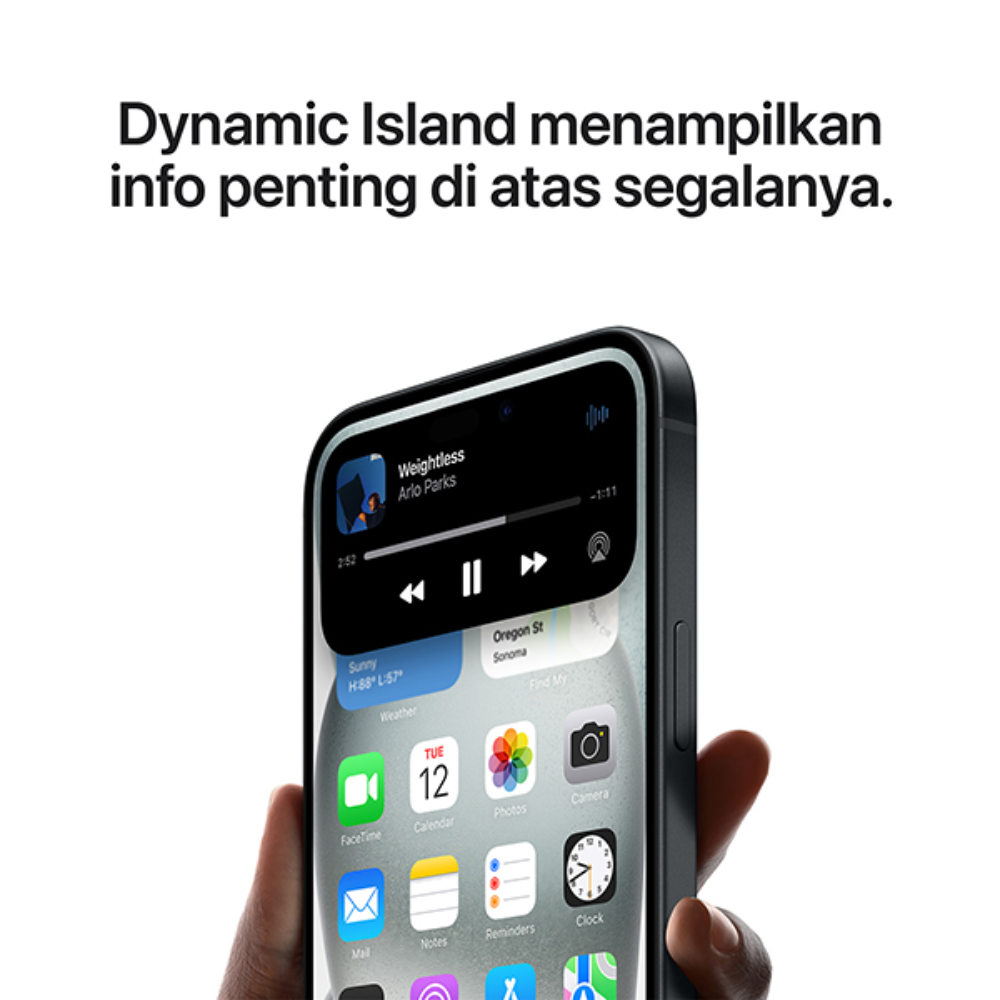 Dynamic Island menampilkan
info penting di atas segalanya.
Weightless
Arlo Parks
2:52
-1:11
Sunny
H:88° L:57°
Weather
Oregon St
Sonoma
Find My
FaceTime
TUE
12
Calendar
Photos
Camera
Mail
Notes
Reminders
Clock